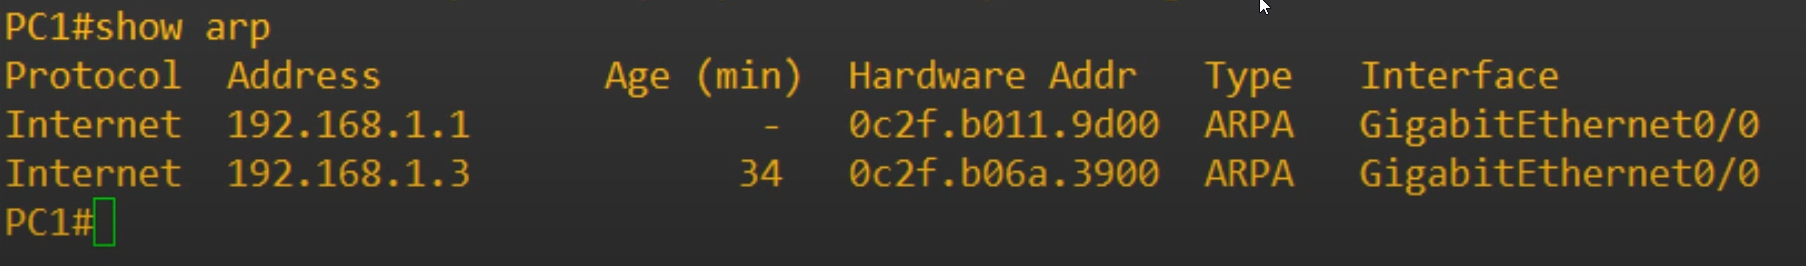 PC1#show arp
Protocol  Address          Age (min)  Hardware Addr   Type   Interface
Internet  192.168.1.1             -   0c2f.b011.9d00  ARPA   GigabitEthernet0/0
Internet  192.168.1.3            34   0c2f.b06a.3900  ARPA   GigabitEthernet0/0
PC1#